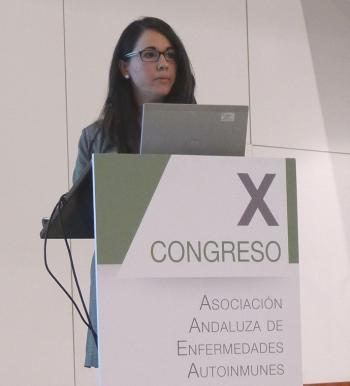 X
CONGRESO
ASOCIACIÓN
ANDALUZA DE
ENFERMEDADES
AUTOINMUNES